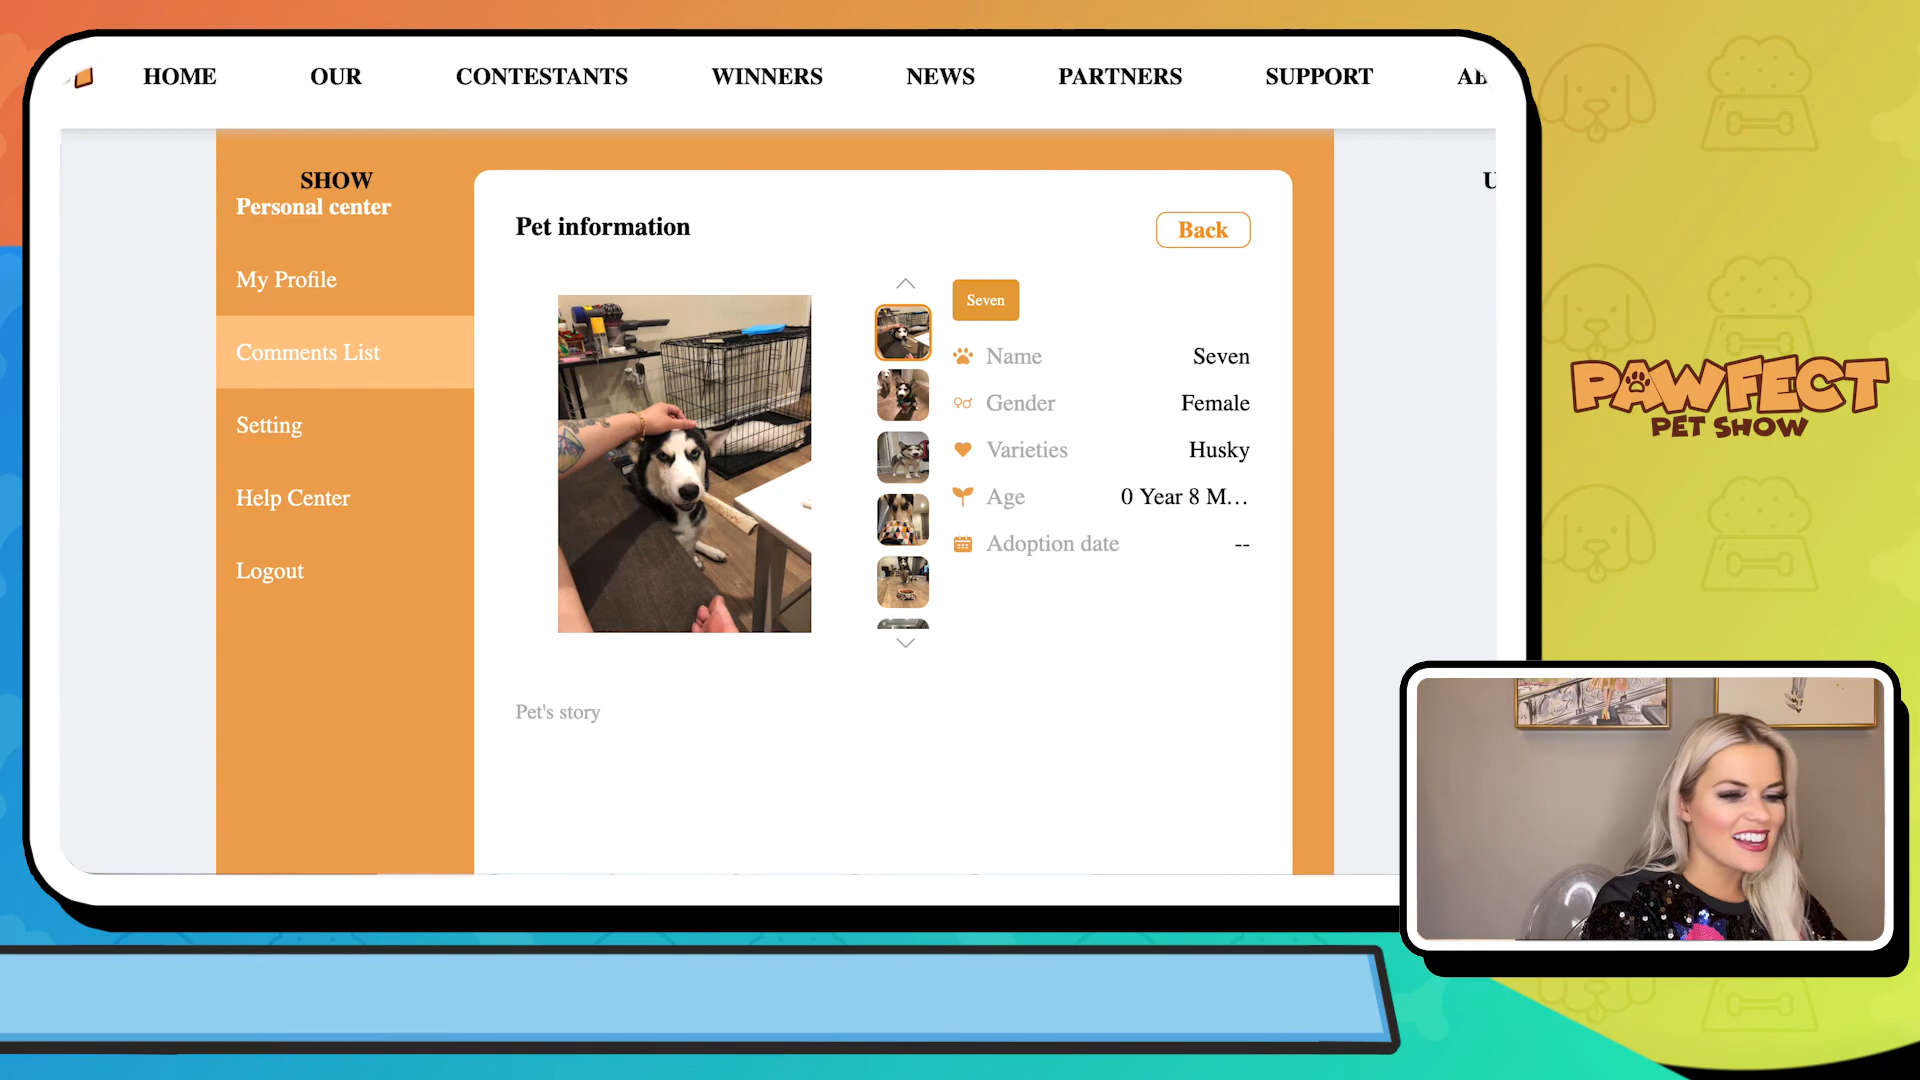 HOME
OUR
CONTESTANTS
WINNERS
NEWS
PARTNERS
SUPPORT
SHOW
Personal center
My Profile
Comments List
Setting
Help Center
Logout
Pet information
Back
Seven
Name
Seven
Gender
Female
Varieties
Husky
Age
0 Year 8 M...
Adoption date
--
Pet's story
PAWFECT
PET SHOW